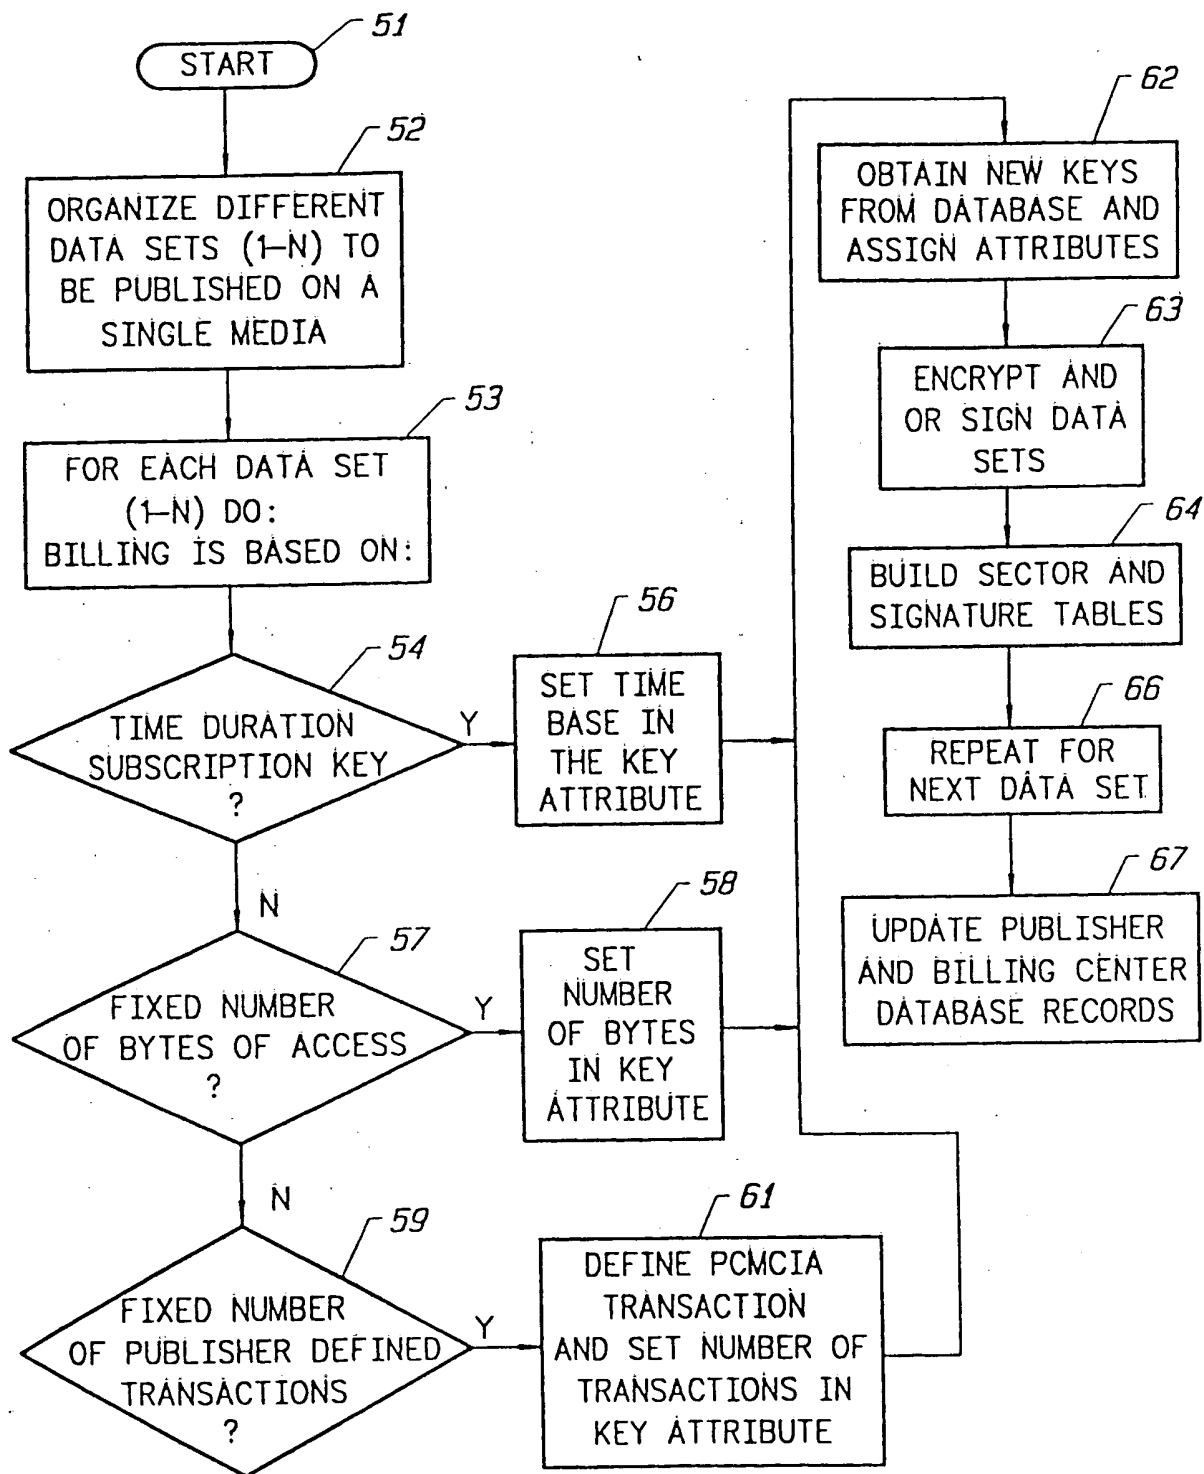 51
START
52
ORGANIZE DIFFERENT
DATA SETS (1-N) TO
BE PUBLISHED ON A
SINGLE MEDIA
53
FOR EACH DATA SET
(1-N) DO:
BILLING IS BASED ON:
54
TIME DURATION
SUBSCRIPTION KEY
?
Y
N
56
SET TIME
BASE IN
THE KEY
ATTRIBUTE
57
FIXED NUMBER
OF BYTES OF ACCESS
?
Y
N
58
SET
NUMBER
OF BYTES
IN KEY
ATTRIBUTE
59
FIXED NUMBER
OF PUBLISHER DEFINED
TRANSACTIONS
?
Y
61
DEFINE PCMCIA
TRANSACTION
AND SET NUMBER OF
TRANSACTIONS IN
KEY ATTRIBUTE
62
OBTAIN NEW KEYS
FROM DATABASE AND
ASSIGN ATTRIBUTES
63
ENCRYPT AND
OR SIGN DATA
SETS
64
BUILD SECTOR AND
SIGNATURE TABLES
66
REPEAT FOR
NEXT DATA SET
67
UPDATE PUBLISHER
AND BILLING CENTER
DATABASE RECORDS